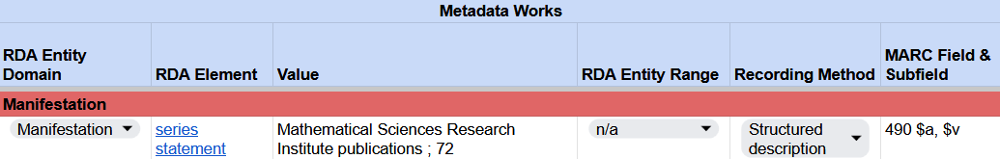 Metadata Works
RDA Entity Domain
RDA Element
Value
RDA Entity Range
Recording Method
MARC Field & Subfield
Manifestation
Manifestation
series statement
Mathematical Sciences Research
Institute publications ; 72
n/a
Structured description
490 $a, $v